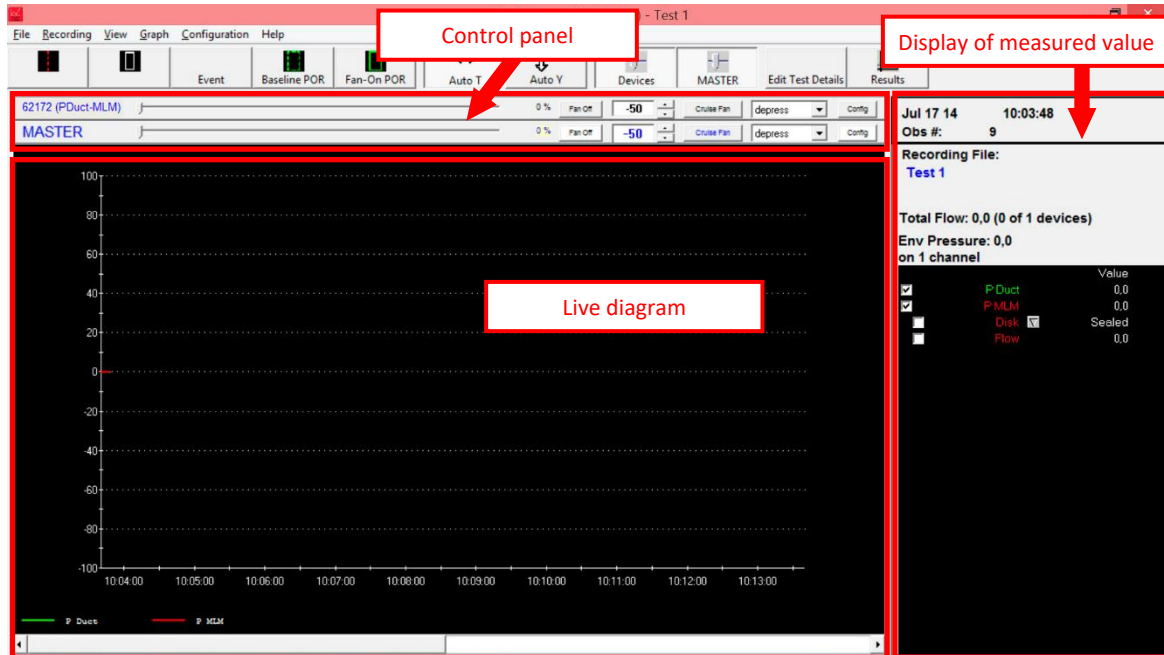 - Test 1
File Recording View Graph Configuration Help
Control panel
Display of measured value
Event Baseline POR Fan-On POR Auto T Auto Y Devices MASTER Edit Test Details Results
62172 (PDuct-MLM) 0 % Fan Off -50 Cruise Fan depress Config
MASTER 0 % Fan Off -50 Cruise Fan depress Config
Jul 17 14 10:03:48
Obs #: 9
Recording File:
Test 1
Total Flow: 0,0 (0 of 1 devices)
Env Pressure: 0,0
on 1 channel
Value
P Duct 0,0
P MLM 0,0
Disk Sealed
Flow 0,0
Live diagram
100
80
60
40
20
0
-20
-40
-60
-80
-100
10:04:00 10:05:00 10:06:00 10:07:00 10:08:00 10:09:00 10:10:00 10:11:00 10:12:00 10:13:00
P Duct P MLM